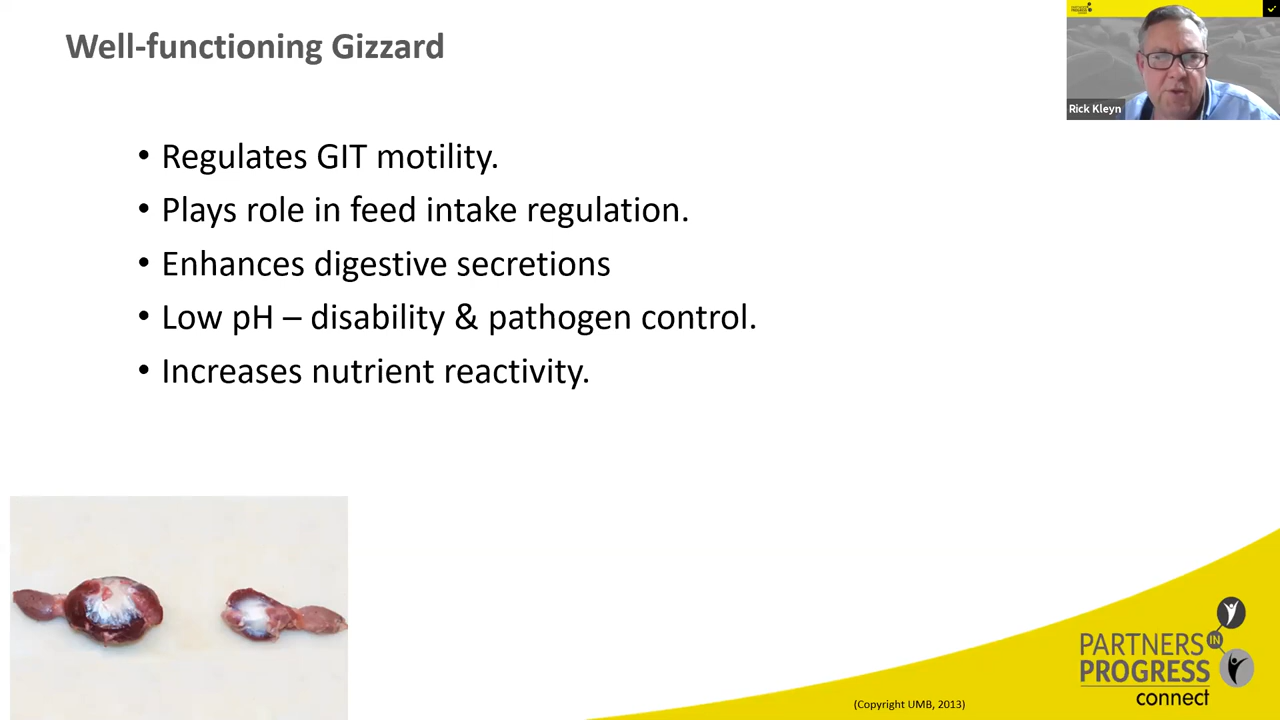 Well-functioning Gizzard
Rick Kleyn
• Regulates GIT motility.
• Plays role in feed intake regulation.
• Enhances digestive secretions
• Low pH – disability & pathogen control.
• Increases nutrient reactivity.
PARTNERS IN
PROGRESS
connect
(Copyright UMB, 2013)